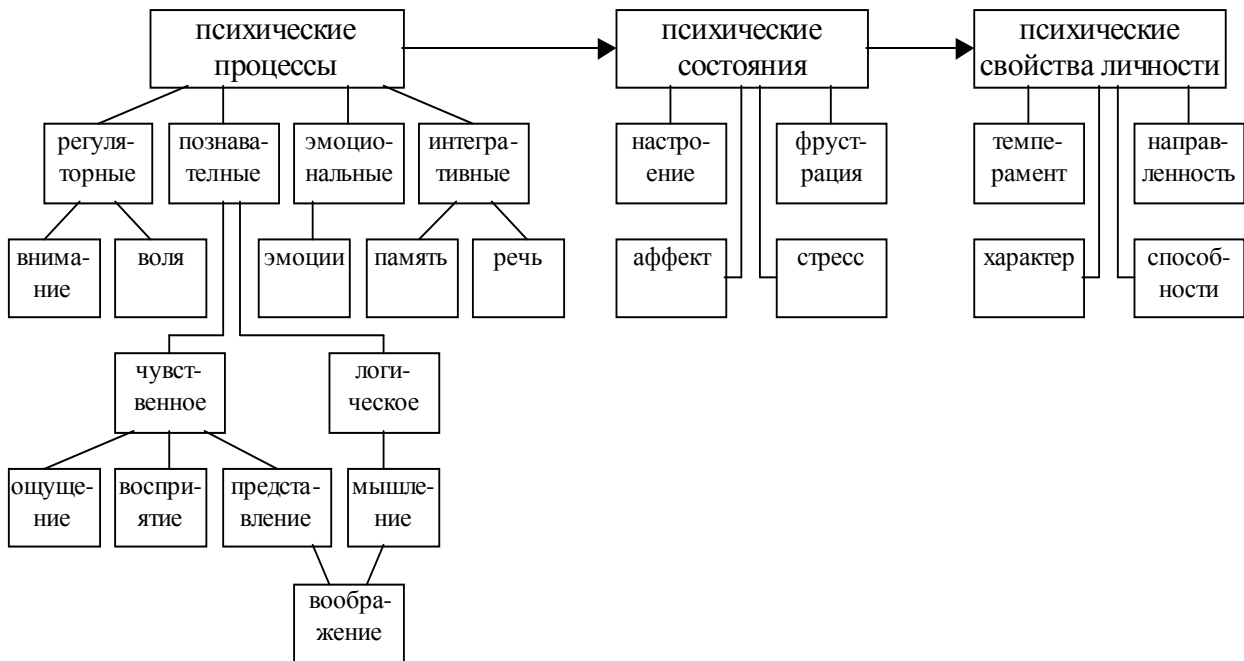 психические
процессы
психические
состояния
психические
свойства личности
регуля-
торные
познава-
телные
эмоцио-
нальные
интегра-
тивные
настро-
ение
фруст-
рация
темпе-
рамент
направ-
ленность
внима-
ние
воля
эмоции
память
речь
аффект
стресс
характер
способ-
ности
чувст-
венное
логи-
ческое
ощуще-
ние
воспри-
ятие
представ-
вление
мышле-
ние
вообра-
жение